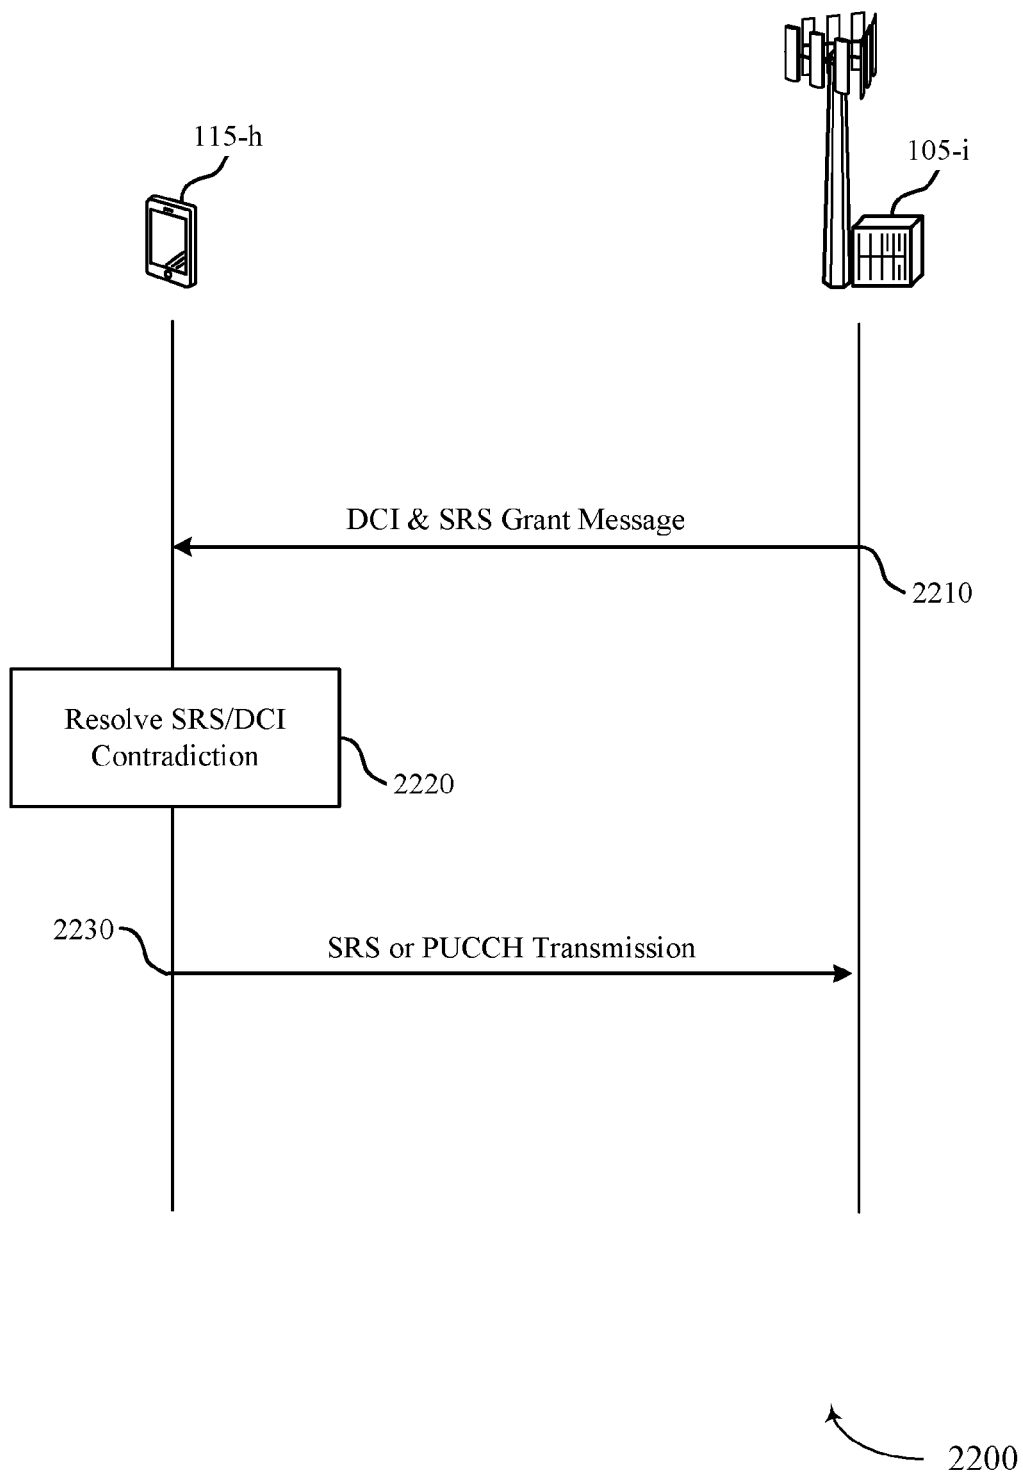 115-h
105-i
DCI & SRS Grant Message
2210
Resolve SRS/DCI
Contradiction
2220
2230
SRS or PUCCH Transmission
2200